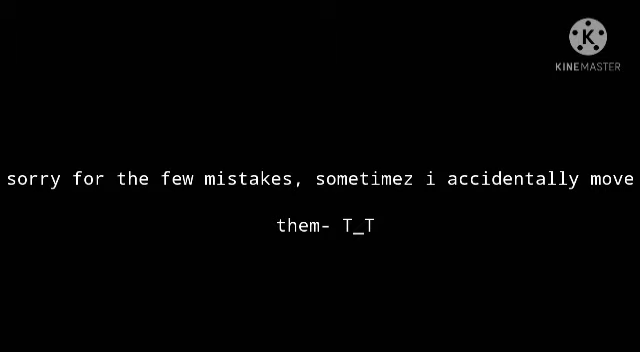 K
KINEMASTER
sorry for the few mistakes, sometimez i accidentally move
them- T_T